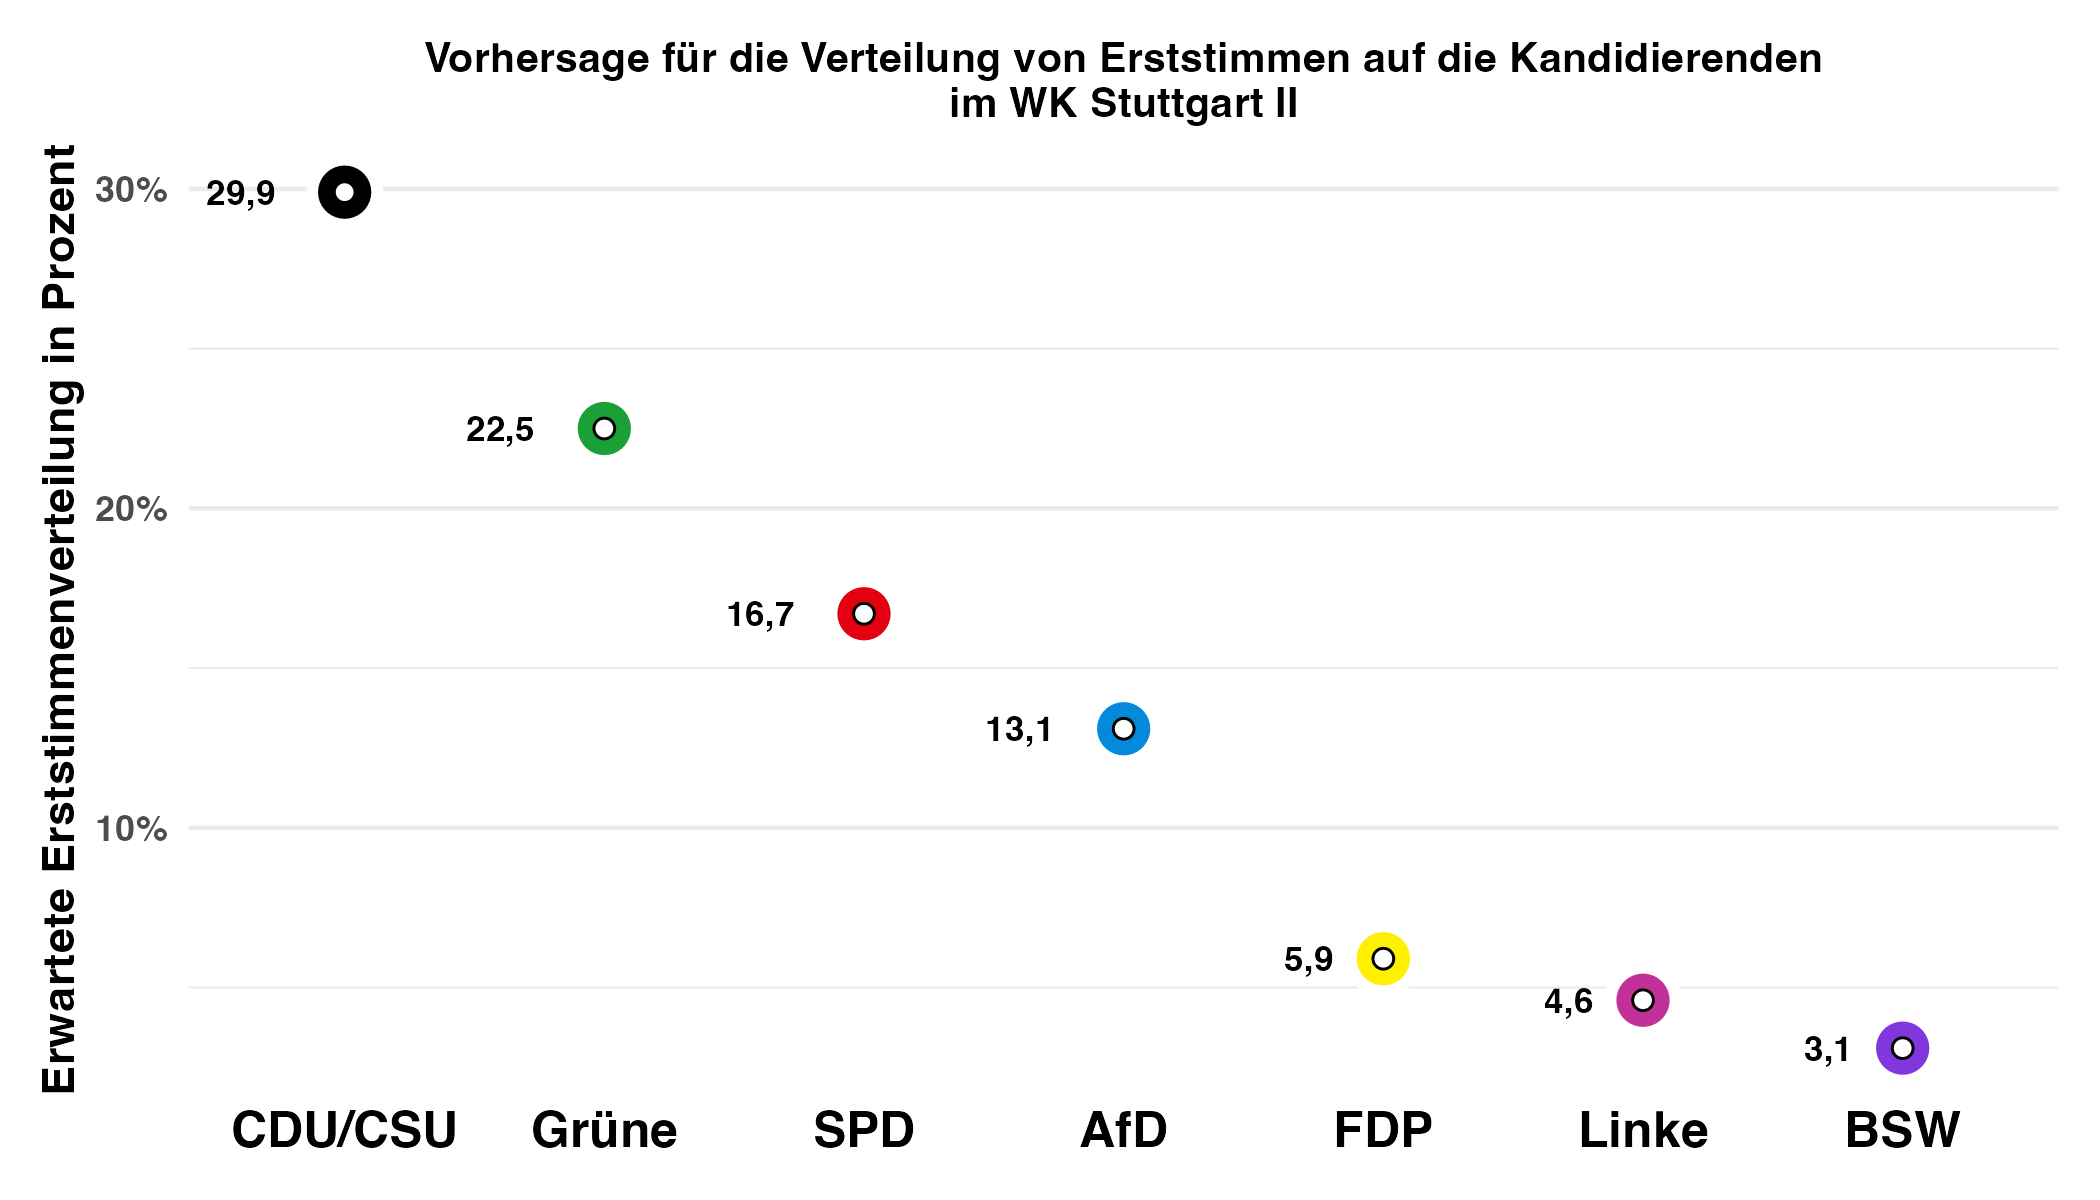 Vorhersage für die Verteilung von Erststimmen auf die Kandidierenden
im WK Stuttgart II
Erwartete Erststimmenverteilung in Prozent
30%
20%
10%
29,9
22,5
16,7
13,1
5,9
4,6
3,1
CDU/CSU Grüne SPD AfD FDP Linke BSW